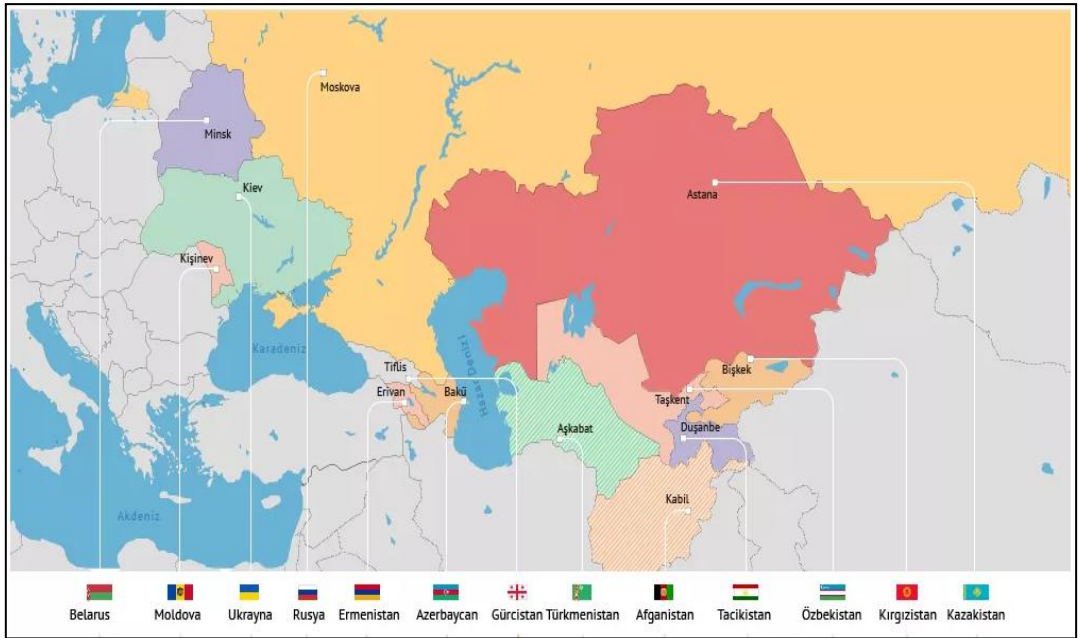 Moskova
Minsk
Kiev
Astana
Kişinev
Karadeniz
Hazar Denizi
Tiflis
Erivan
Bakü
Bişkek
Taşkent
Aşkabat
Duşanbe
Kabil
Akdeniz
Belarus Moldova Ukrayna Rusya Ermenistan Azerbaycan Gürcistan Türkmenistan Afganistan Tacikistan Özbekistan Kırgızistan Kazakistan